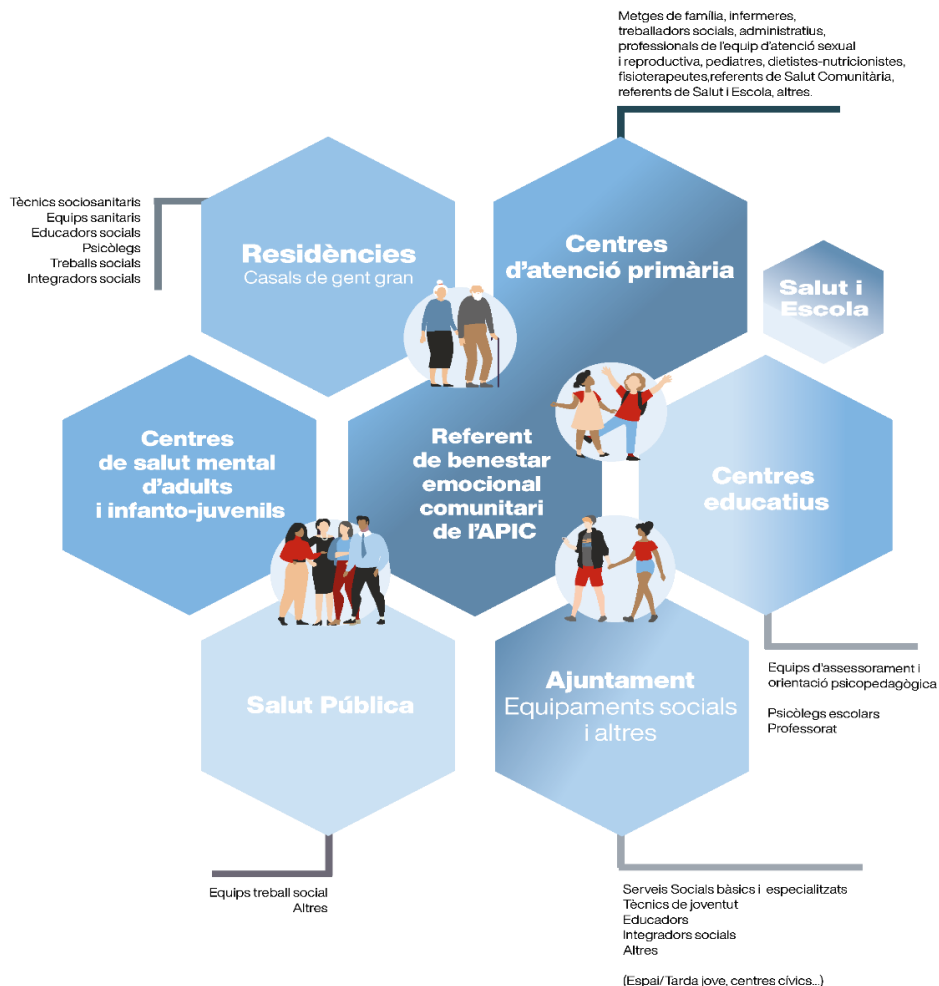 Metges de família, infermeres,
treballadors socials, administratius,
professionals de l'equip d'atenció sexual
i reproductiva, pediatres, dietistes-nutricionistes,
fisioterapeutes,referents de Salut Comunitària,
referents de Salut i Escola, altres.
Tècnics sociosanitaris
Equips sanitaris
Educadors socials
Psicòlegs
Treballs socials
Integradors socials
Residències
Casals de gent gran
Centres
d'atenció primària
Salut i
Escola
Centres
de salut mental
d'adults
i infanto-juvenils
Referent
de benestar
emocional
comunitari
de l'APIC
Centres
educatius
Equips d'assessorament i
orientació psicopedagògica
Psicòlegs escolars
Professorat
Salut Pública
Ajuntament
Equipaments socials
i altres
Equips treball social
Altres
Serveis Socials bàsics i especialitzats
Tècnics de joventut
Educadors
Integradors socials
Altres
(Espai/Tarda jove, centres cívics...)